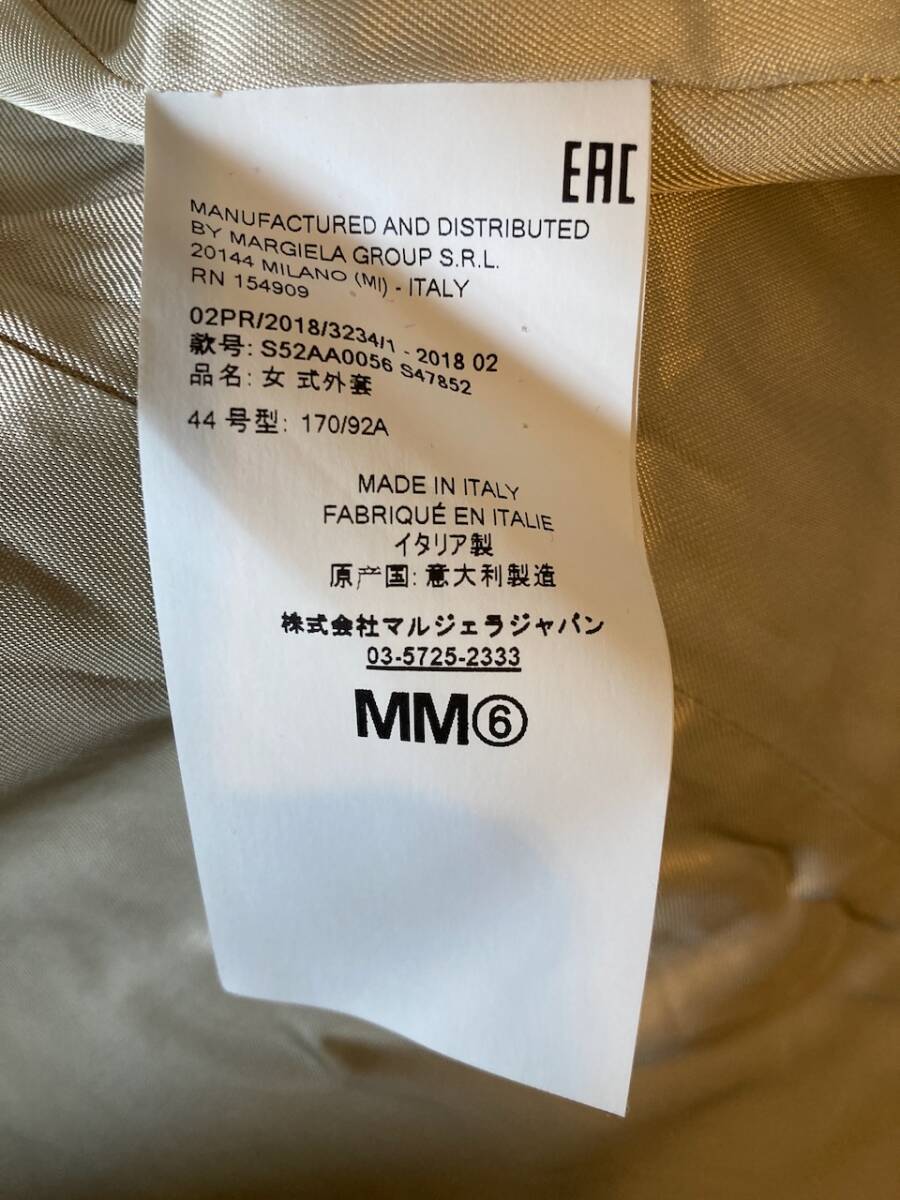 EAC
MANUFACTURED AND DISTRIBUTED
BY MARGIELA GROUP S.R.L.
20144 MILANO (MI) - ITALY
RN 154909
02PR/2018/3234/1 - 2018 02
款号: S52AA0056 S47852
品名: 女 式外套
44 号型: 170/92A
MADE IN ITALY
FABRIQUÉ EN ITALIE
イタリア製
原产国: 意大利製造
株式会社マルジェラジャパン
03-5725-2333
MM⑥